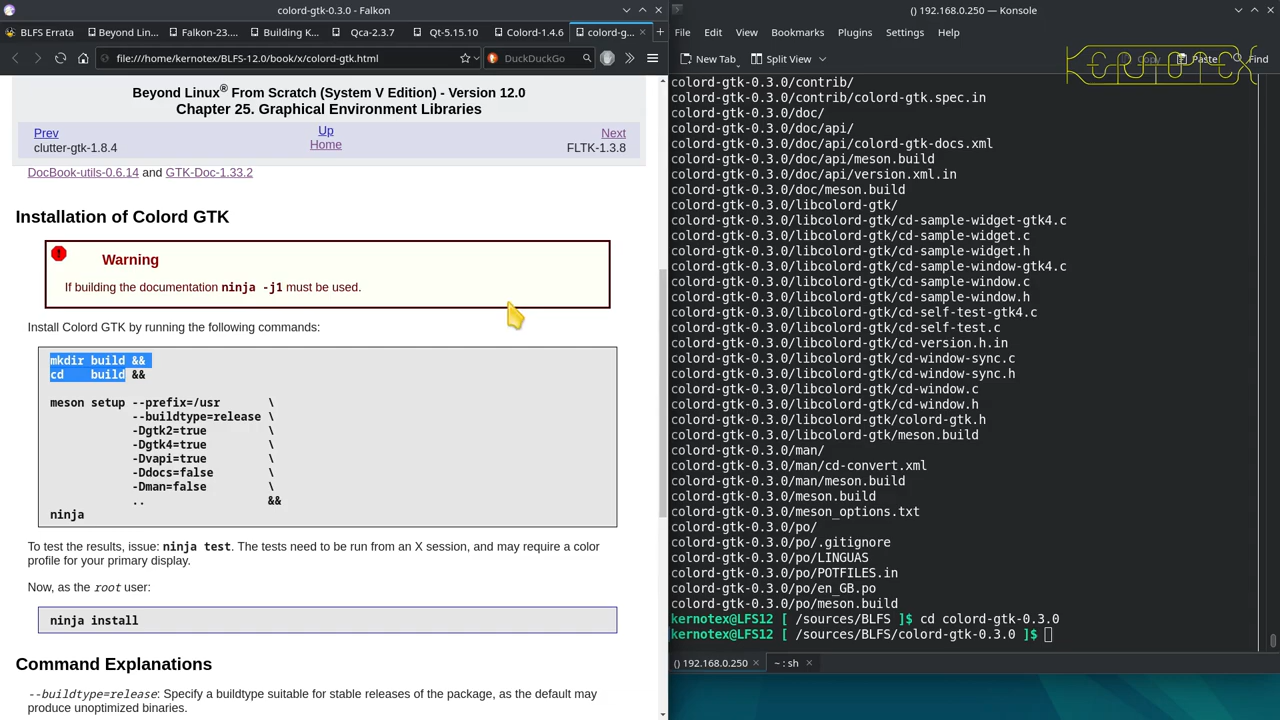 colord-gtk-0.3.0 - Falkon
BLFS Errata
Beyond Lin...
Falkon-23....
Building K...
Qca-2.3.7
Qt-5.15.10
Colord-1.4.6
colord-g...
file:///home/kernotex/BLFS-12.0/book/x/colord-gtk.html
DuckDuckGo
Beyond Linux® From Scratch (System V Edition) - Version 12.0
Chapter 25. Graphical Environment Libraries
Prev
Up
Next
clutter-gtk-1.8.4
Home
FLTK-1.3.8
DocBook-utils-0.6.14 and GTK-Doc-1.33.2
Installation of Colord GTK
Warning
If building the documentation ninja -j1 must be used.
Install Colord GTK by running the following commands:
mkdir build &&
cd    build &&
meson setup --prefix=/usr       \
            --buildtype=release \
            -Dgtk2=true         \
            -Dgtk4=true         \
            -Dvapi=true         \
            -Ddocs=false        \
            -Dman=false         \
            ..                  &&
ninja
To test the results, issue: ninja test. The tests need to be run from an X session, and may require a color
profile for your primary display.
Now, as the root user:
ninja install
Command Explanations
--buildtype=release: Specify a buildtype suitable for stable releases of the package, as the default may
produce unoptimized binaries.
() 192.168.0.250 — Konsole
File Edit View Bookmarks Plugins Settings Help
New Tab
Split View
Copy
Paste
Find
KERNOTEX
colord-gtk-0.3.0/contrib/
colord-gtk-0.3.0/contrib/colord-gtk.spec.in
colord-gtk-0.3.0/doc/
colord-gtk-0.3.0/doc/api/
colord-gtk-0.3.0/doc/api/colord-gtk-docs.xml
colord-gtk-0.3.0/doc/api/meson.build
colord-gtk-0.3.0/doc/api/version.xml.in
colord-gtk-0.3.0/doc/meson.build
colord-gtk-0.3.0/libcolord-gtk/
colord-gtk-0.3.0/libcolord-gtk/cd-sample-widget-gtk4.c
colord-gtk-0.3.0/libcolord-gtk/cd-sample-widget.c
colord-gtk-0.3.0/libcolord-gtk/cd-sample-widget.h
colord-gtk-0.3.0/libcolord-gtk/cd-sample-window-gtk4.c
colord-gtk-0.3.0/libcolord-gtk/cd-sample-window.c
colord-gtk-0.3.0/libcolord-gtk/cd-sample-window.h
colord-gtk-0.3.0/libcolord-gtk/cd-self-test-gtk4.c
colord-gtk-0.3.0/libcolord-gtk/cd-self-test.c
colord-gtk-0.3.0/libcolord-gtk/cd-version.h.in
colord-gtk-0.3.0/libcolord-gtk/cd-window-sync.c
colord-gtk-0.3.0/libcolord-gtk/cd-window-sync.h
colord-gtk-0.3.0/libcolord-gtk/cd-window.c
colord-gtk-0.3.0/libcolord-gtk/cd-window.h
colord-gtk-0.3.0/libcolord-gtk/colord-gtk.h
colord-gtk-0.3.0/libcolord-gtk/meson.build
colord-gtk-0.3.0/man/
colord-gtk-0.3.0/man/cd-convert.xml
colord-gtk-0.3.0/man/meson.build
colord-gtk-0.3.0/meson.build
colord-gtk-0.3.0/meson_options.txt
colord-gtk-0.3.0/po/
colord-gtk-0.3.0/po/.gitignore
colord-gtk-0.3.0/po/LINGUAS
colord-gtk-0.3.0/po/POTFILES.in
colord-gtk-0.3.0/po/en_GB.po
colord-gtk-0.3.0/po/meson.build
kernotex@LFS12 [ /sources/BLFS ]$ cd colord-gtk-0.3.0
kernotex@LFS12 [ /sources/BLFS/colord-gtk-0.3.0 ]$
() 192.168.0.250
~ : sh